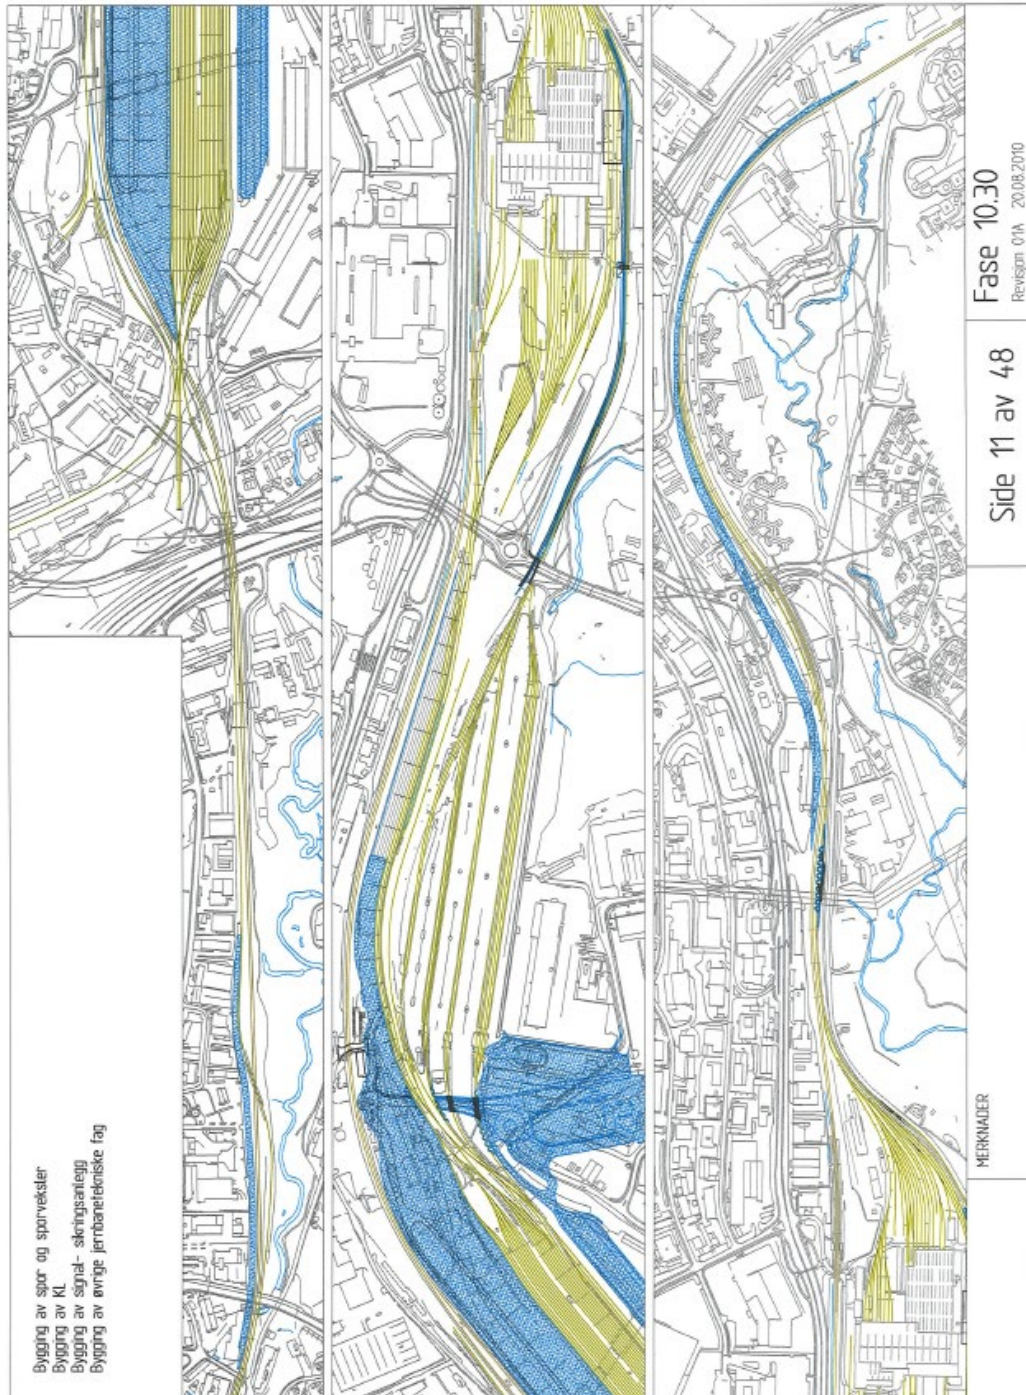 Bygging av spor og sporveksler
Bygging av KL
Bygging av signal- sikringsanlegg
Bygging av øvrige jernbanetekniske fag
MERKNADER
Side 11 av 48
Fase 10.30
Revisjon 01A 20.08.2010